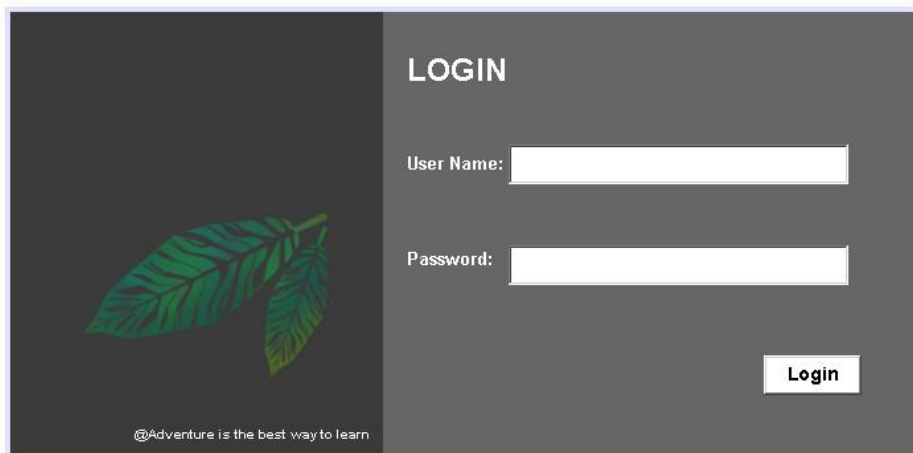 LOGIN
User Name:
Password:
Login
@Adventure is the best way to learn